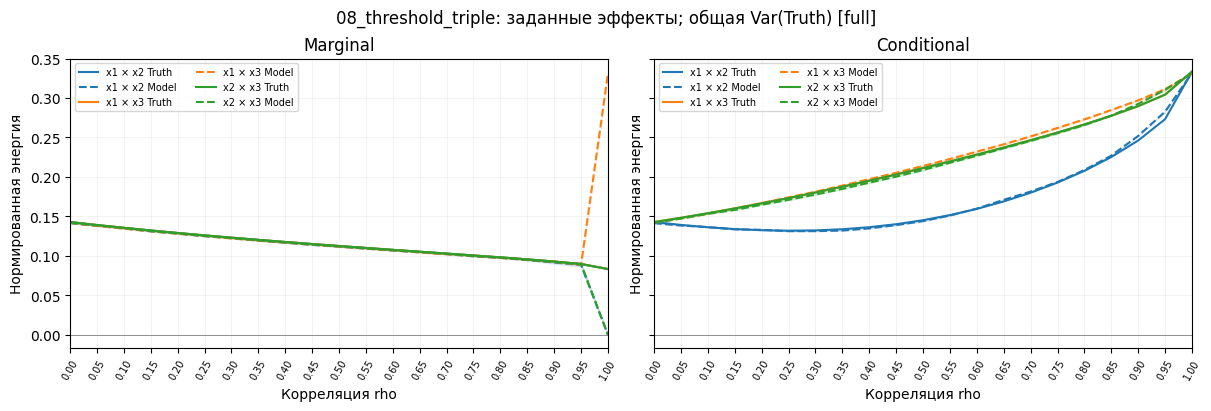 08_threshold_triple: заданные эффекты; общая Var(Truth) [full]
Marginal
Нормированная энергия
0.35
0.30
0.25
0.20
0.15
0.10
0.05
0.00
x1 × x2 Truth
x1 × x2 Model
x1 × x3 Truth
x1 × x3 Model
x2 × x3 Truth
x2 × x3 Model
0.00 0.05 0.10 0.15 0.20 0.25 0.30 0.35 0.40 0.45 0.50 0.55 0.60 0.65 0.70 0.75 0.80 0.85 0.90 0.95 1.00
Корреляция rho
Conditional
Нормированная энергия
x1 × x2 Truth
x1 × x2 Model
x1 × x3 Truth
x1 × x3 Model
x2 × x3 Truth
x2 × x3 Model
0.00 0.05 0.10 0.15 0.20 0.25 0.30 0.35 0.40 0.45 0.50 0.55 0.60 0.65 0.70 0.75 0.80 0.85 0.90 0.95 1.00
Корреляция rho